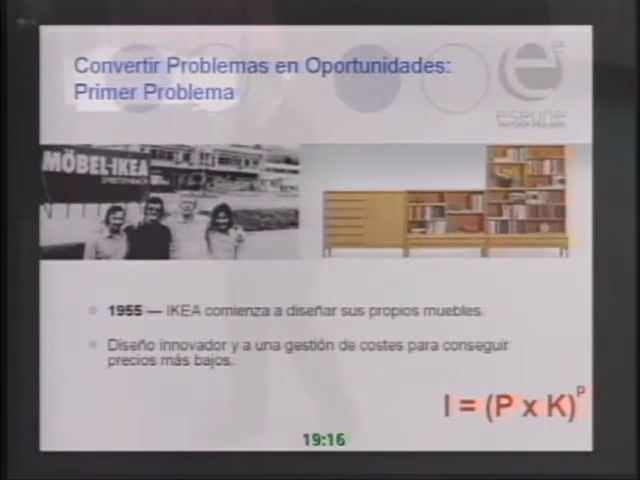 Convertir Problemas en Oportunidades:
Primer Problema
eseune
MÖBEL-IKEA
1955 — IKEA comienza a diseñar sus propios muebles.
Diseño innovador y a una gestión de costes para conseguir
precios más bajos.
I = (P x K)ᵖ
19:16